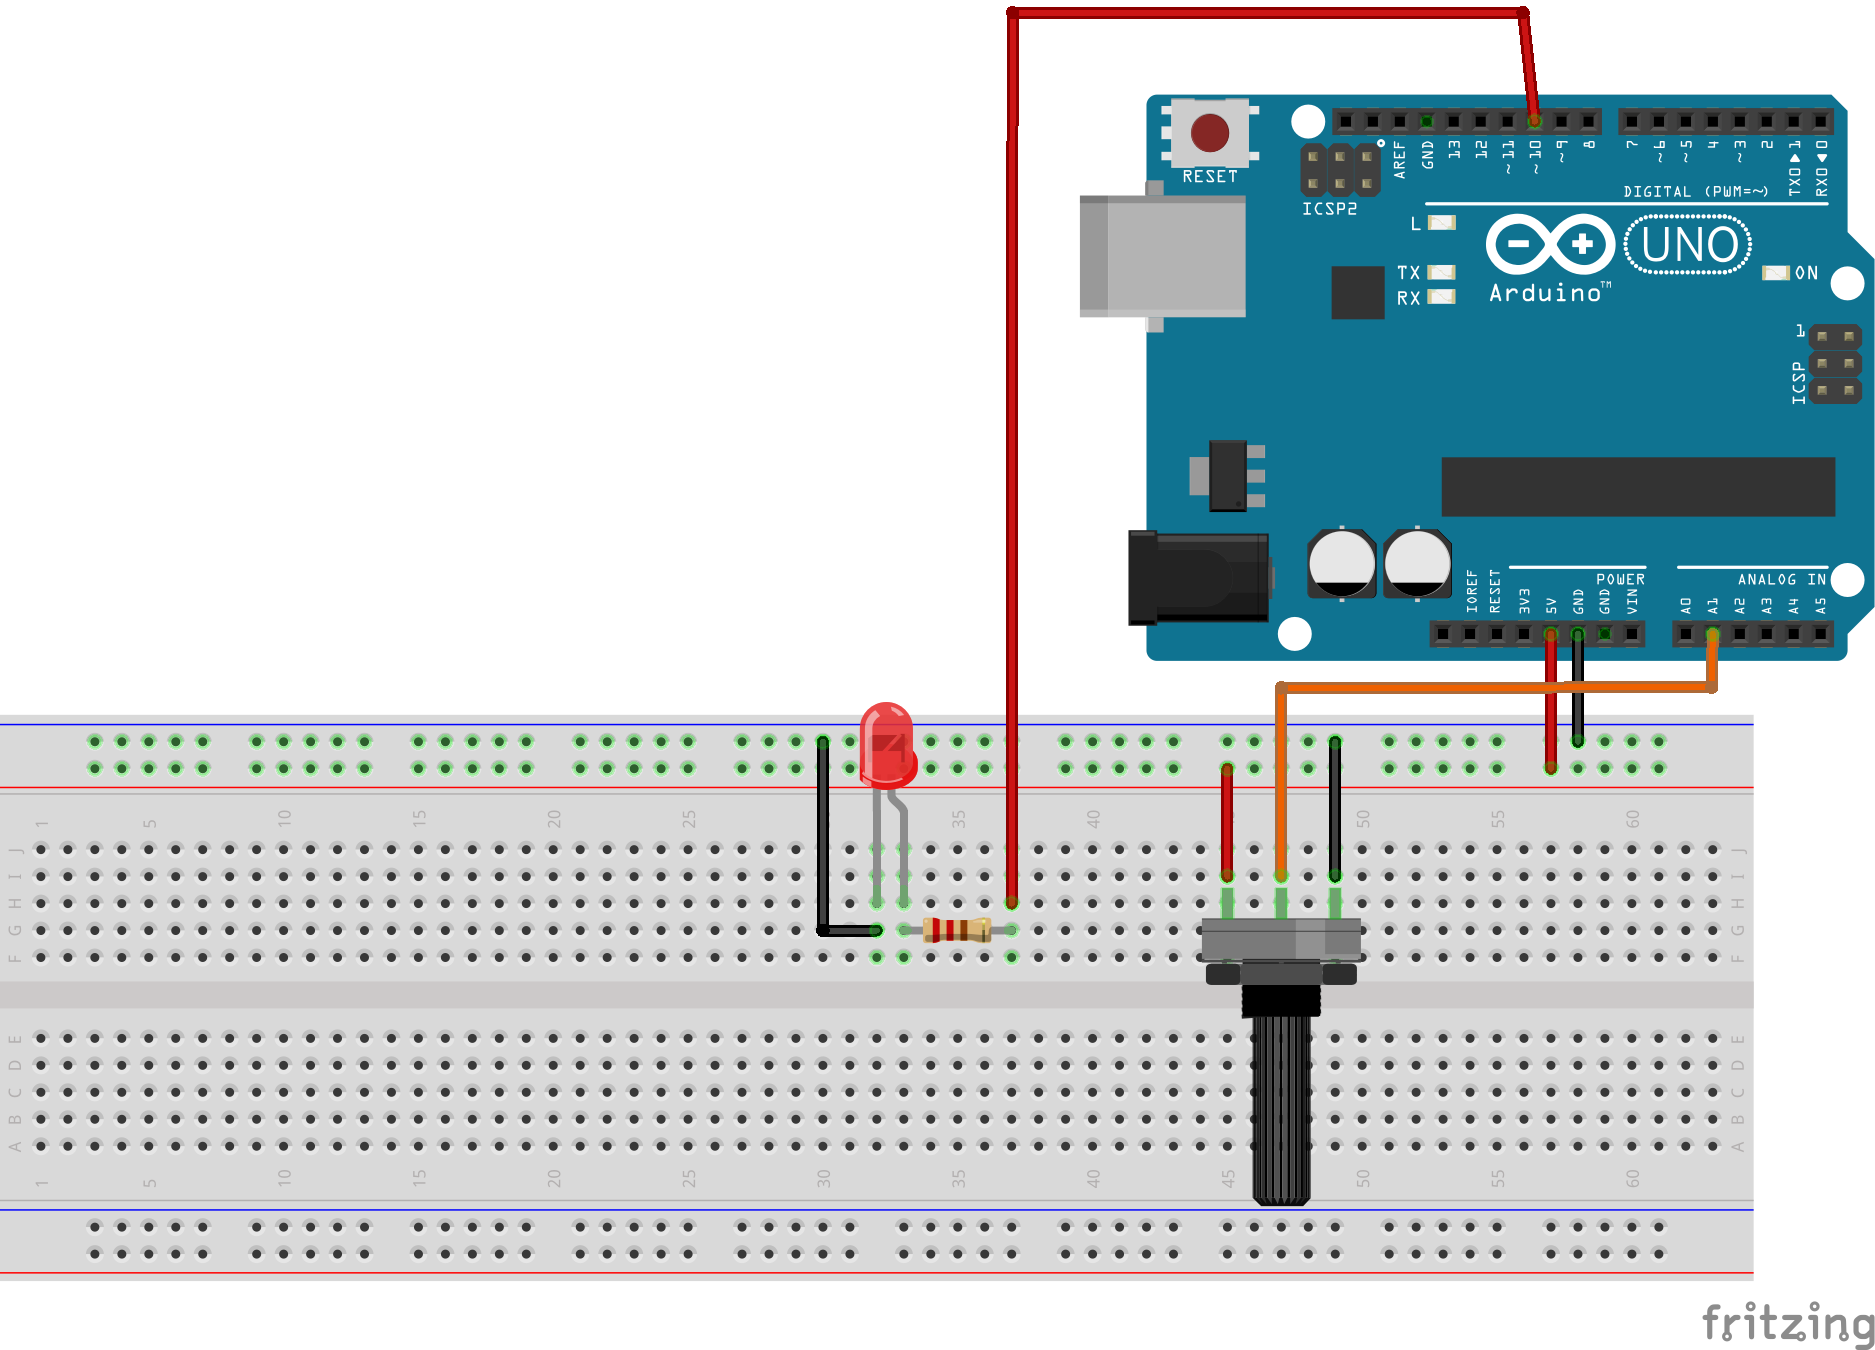 RESET
ICSP2
AREF
GND
13
12
~11
~10
~9
8
7
~6
~5
4
~3
2
TX0▶1
RX0◀0
DIGITAL (PWM=~)
L
TX
RX
UNO
Arduino™
ON
1
ICSP
POWER
ANALOG IN
IOREF
RESET
3V3
5V
GND
GND
VIN
A0
A1
A2
A3
A4
A5
1 5 10 15 20 25 35 40 50 55 60
J J
I I
H H
G G
F F
E E
D D
C C
B B
A A
1 5 10 15 20 25 30 35 40 45 50 55 60
fritzing